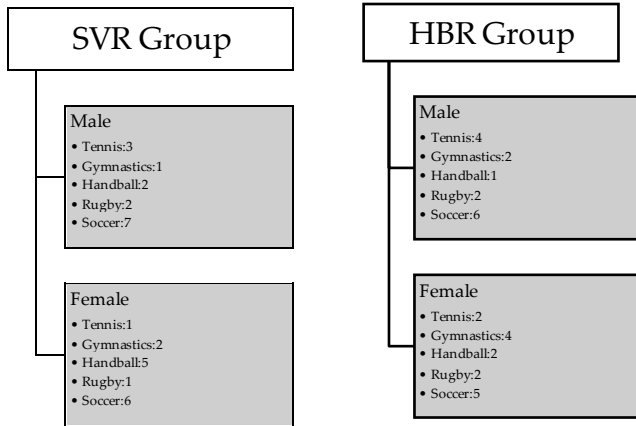 SVR Group
Male
• Tennis:3
• Gymnastics:1
• Handball:2
• Rugby:2
• Soccer:7
Female
• Tennis:1
• Gymnastics:2
• Handball:5
• Rugby:1
• Soccer:6
HBR Group
Male
• Tennis:4
• Gymnastics:2
• Handball:1
• Rugby:2
• Soccer:6
Female
• Tennis:2
• Gymnastics:4
• Handball:2
• Rugby:2
• Soccer:5